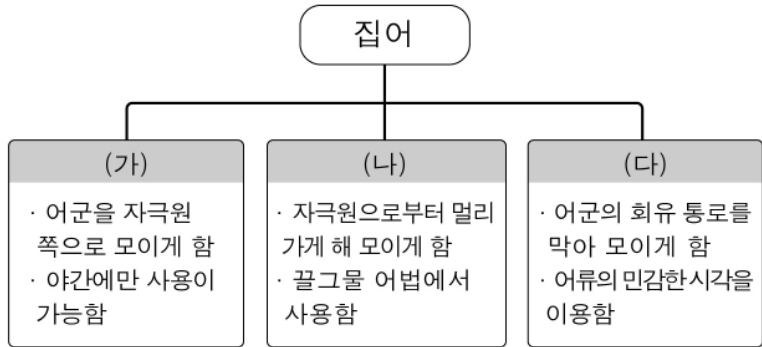 집어
(가)
· 어군을 자극원
쪽으로 모이게 함
· 야간에만 사용이
가능함
(나)
· 자극원으로부터 멀리
가게 해 모이게 함
· 끌그물 어법에서
사용함
(다)
· 어군의 회유 통로를
막아 모이게 함
· 어류의 민감한 시각을
이용함